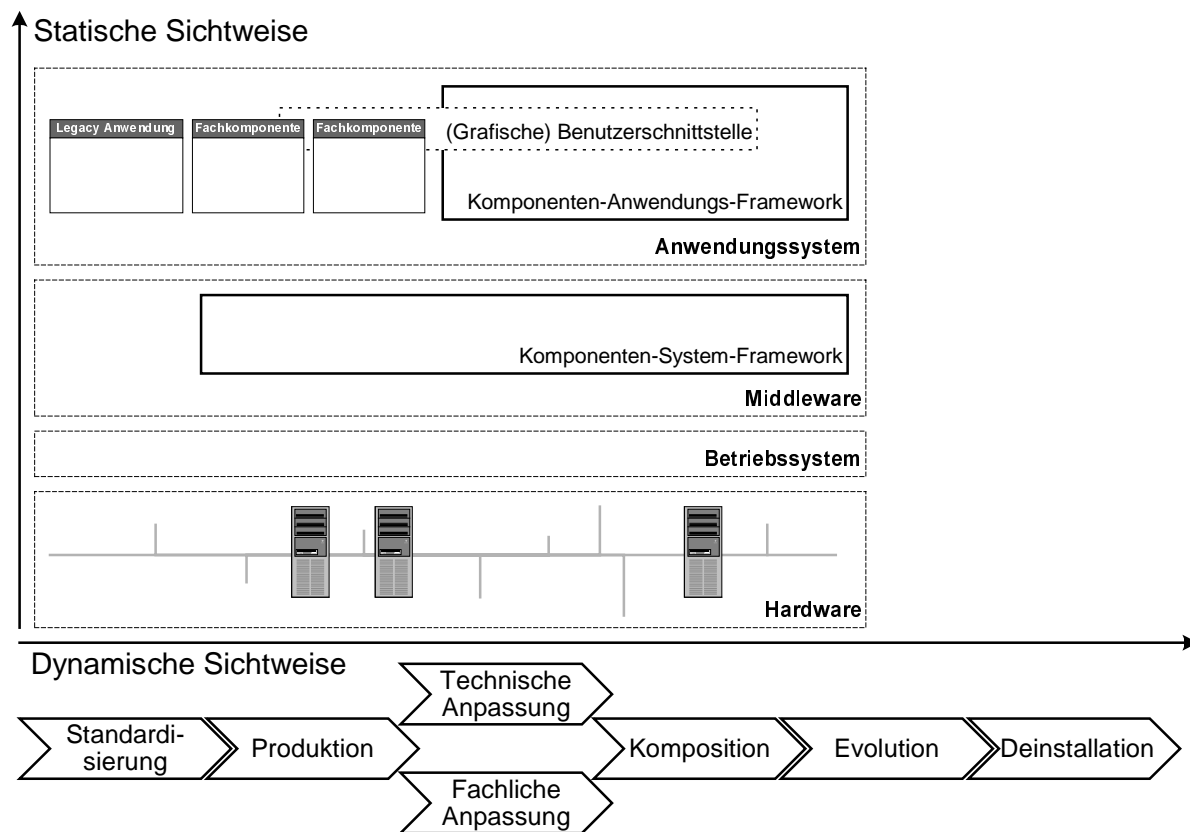 Statische Sichtweise
Legacy Anwendung
Fachkomponente
Fachkomponente
(Grafische) Benutzerschnittstelle
Komponenten-Anwendungs-Framework
Anwendungssystem
Komponenten-System-Framework
Middleware
Betriebssystem
Hardware
Dynamische Sichtweise
Standardi-
sierung
Produktion
Technische
Anpassung
Fachliche
Anpassung
Komposition
Evolution
Deinstallation